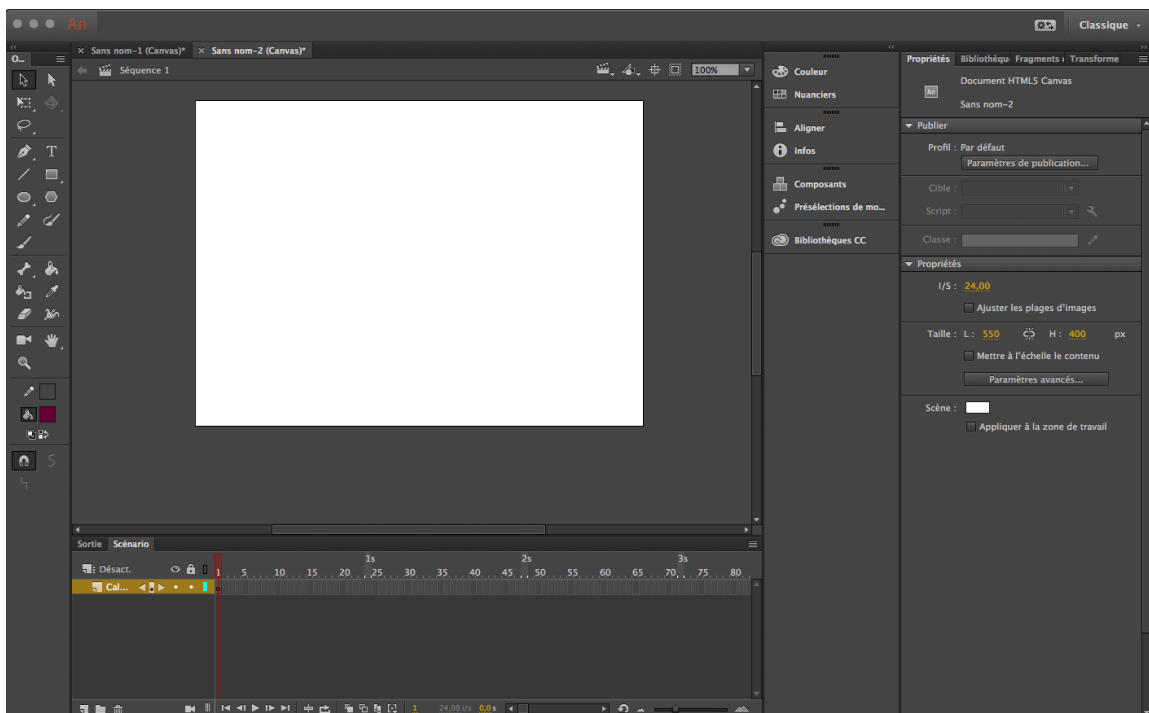 An
Classique
O...
Sans nom-1 (Canvas)*
Sans nom-2 (Canvas)*
Séquence 1
100%
T
Couleur
Nuanciers
Aligner
Infos
Composants
Présélections de mo...
Bibliothèques CC
Propriétés
Bibliothèqu
Fragments
Transforme
An
Document HTML5 Canvas
Sans nom-2
Publier
Profil : Par défaut
Paramètres de publication...
Cible :
Script :
Classe :
Propriétés
I/S : 24,00
Ajuster les plages d'images
Taille : L : 550 H : 400 px
Mettre à l'échelle le contenu
Paramètres avancés...
Scène :
Appliquer à la zone de travail
Sortie Scénario
1s 2s 3s
Désact.
1 5 10 15 20 25 30 35 40 45 50 55 60 65 70 75 80
Cal...
1 24,00 i/s 0,0 s